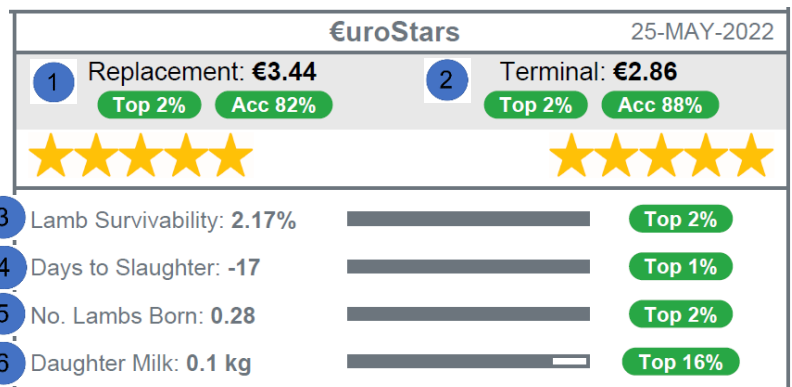 €uroStars 25-MAY-2022
1 Replacement: €3.44 2 Terminal: €2.86
Top 2% Acc 82% Top 2% Acc 88%
3 Lamb Survivability: 2.17% Top 2%
4 Days to Slaughter: -17 Top 1%
5 No. Lambs Born: 0.28 Top 2%
6 Daughter Milk: 0.1 kg Top 16%